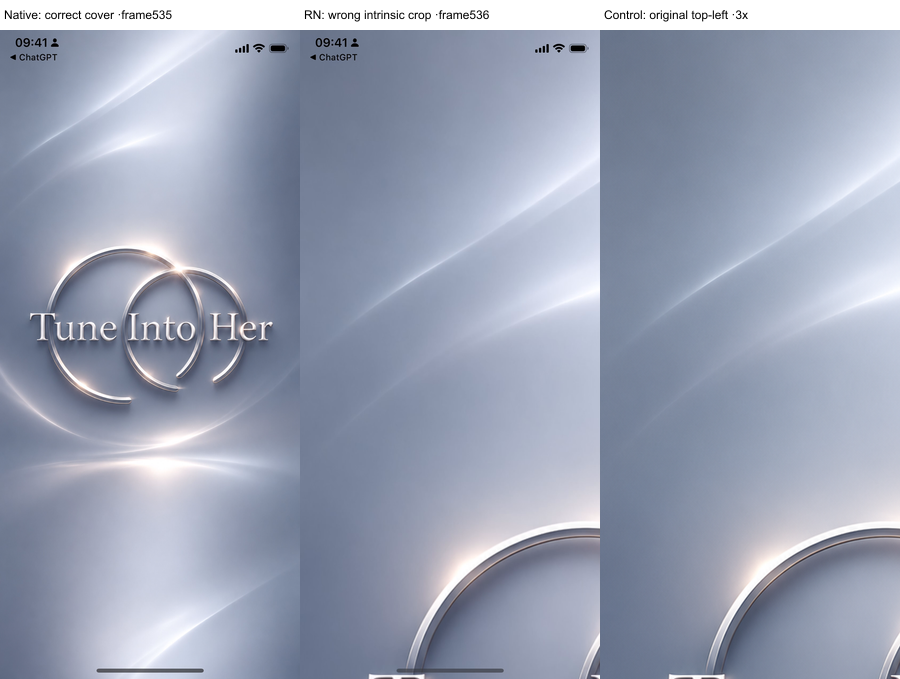 Native: correct cover ·frame535
RN: wrong intrinsic crop ·frame536
Control: original top-left ·3x
09:41
◀ ChatGPT
09:41
◀ ChatGPT
Tune Into Her